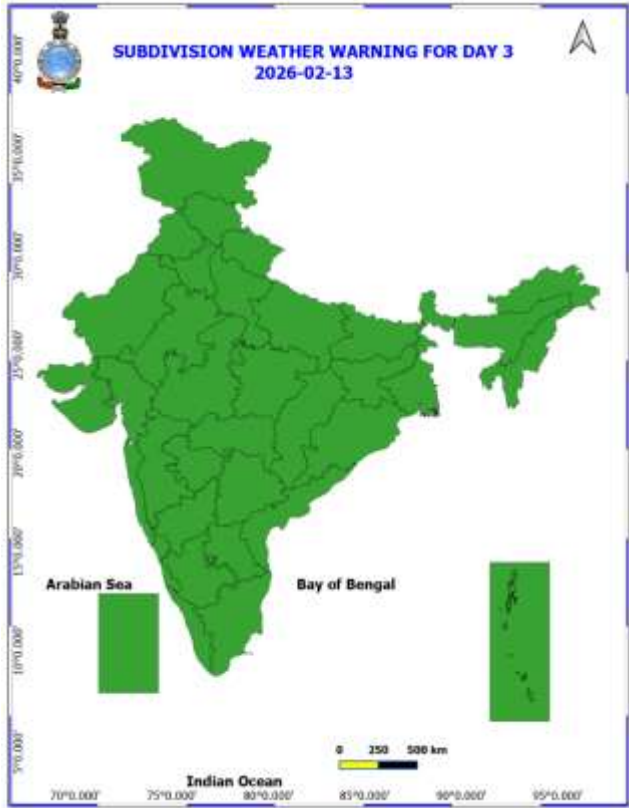 SUBDIVISION WEATHER WARNING FOR DAY 3
2026-02-13
40°0.000'
35°0.000'
30°0.000'
25°0.000'
20°0.000'
15°0.000'
Arabian Sea
Bay of Bengal
10°0.000'
5°0.000'
0 250 500 km
Indian Ocean
70°0.000' 75°0.000' 80°0.000' 85°0.000' 90°0.000' 95°0.000'